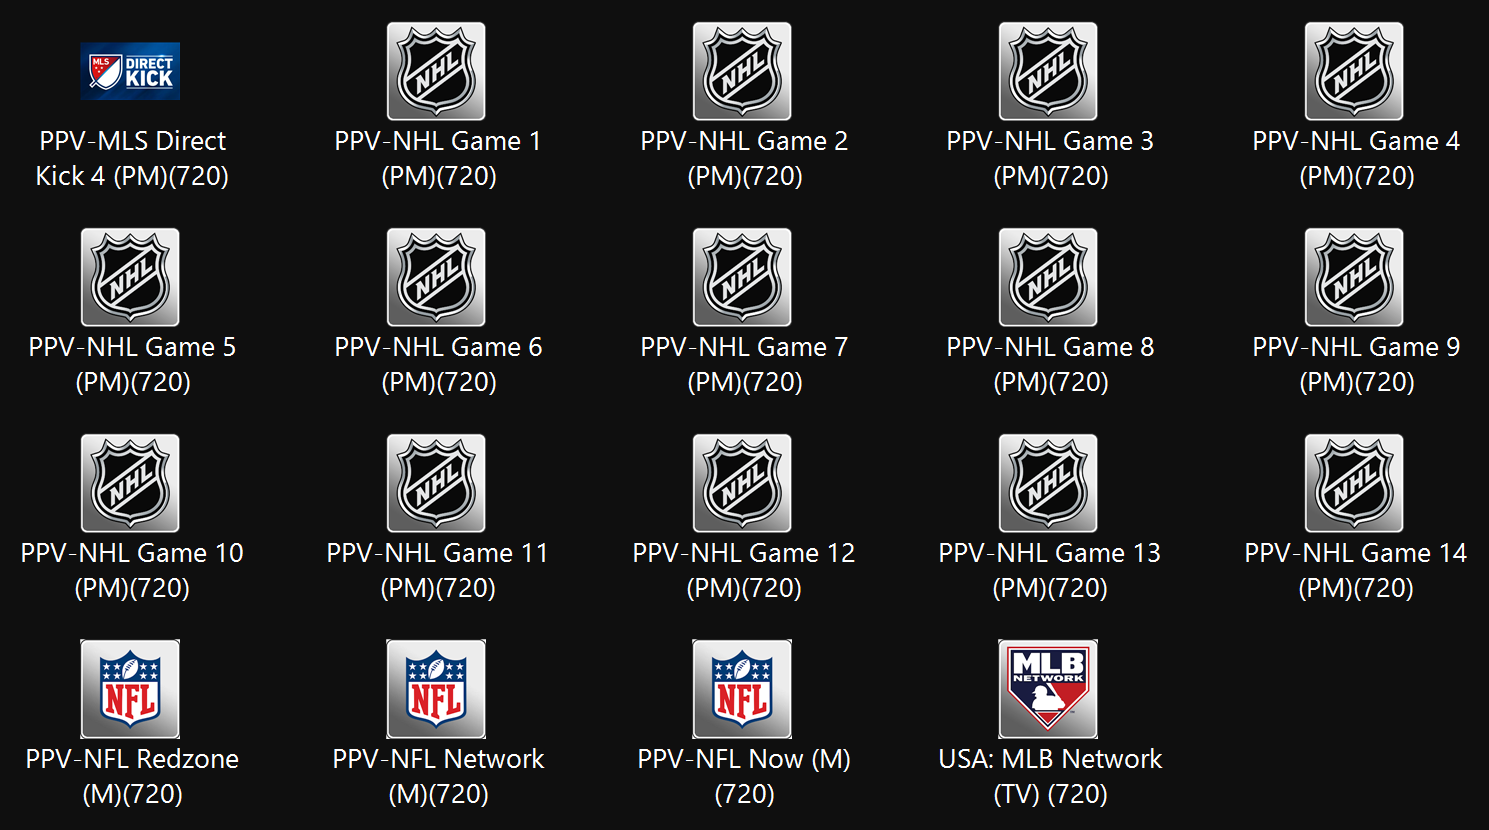 MLS DIRECT KICK
NHL
NHL
NHL
NHL
PPV-MLS Direct
Kick 4 (PM)(720)
PPV-NHL Game 1
(PM)(720)
PPV-NHL Game 2
(PM)(720)
PPV-NHL Game 3
(PM)(720)
PPV-NHL Game 4
(PM)(720)
NHL
NHL
NHL
NHL
NHL
PPV-NHL Game 5
(PM)(720)
PPV-NHL Game 6
(PM)(720)
PPV-NHL Game 7
(PM)(720)
PPV-NHL Game 8
(PM)(720)
PPV-NHL Game 9
(PM)(720)
NHL
NHL
NHL
NHL
NHL
PPV-NHL Game 10
(PM)(720)
PPV-NHL Game 11
(PM)(720)
PPV-NHL Game 12
(PM)(720)
PPV-NHL Game 13
(PM)(720)
PPV-NHL Game 14
(PM)(720)
NFL
NFL
NFL
MLB
NETWORK
PPV-NFL Redzone
(M)(720)
PPV-NFL Network
(M)(720)
PPV-NFL Now (M)
(720)
USA: MLB Network
(TV) (720)